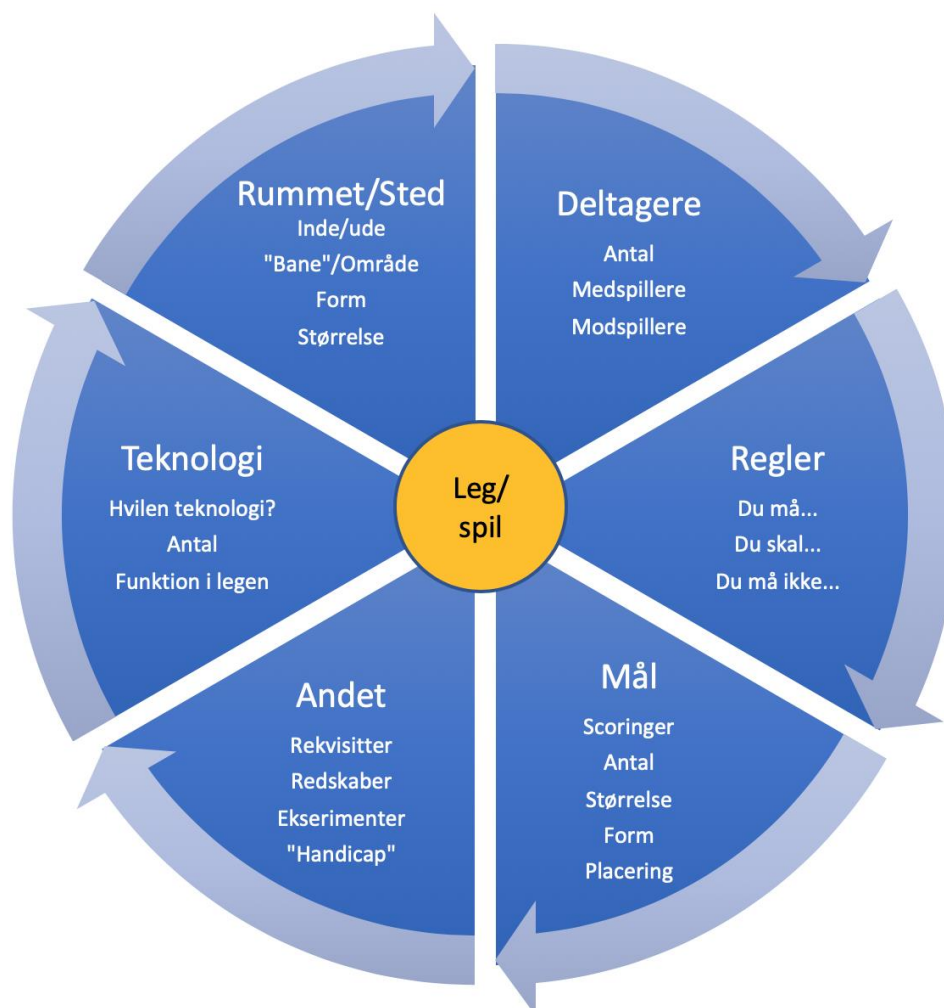 Rummet/Sted
Inde/ude
"Bane"/Område
Form
Størrelse
Deltagere
Antal
Medspillere
Modspillere
Regler
Du må...
Du skal...
Du må ikke...
Mål
Scoringer
Antal
Størrelse
Form
Placering
Andet
Rekvisitter
Redskaber
Ekserimenter
"Handicap"
Teknologi
Hvilen teknologi?
Antal
Funktion i legen
Leg/
spil